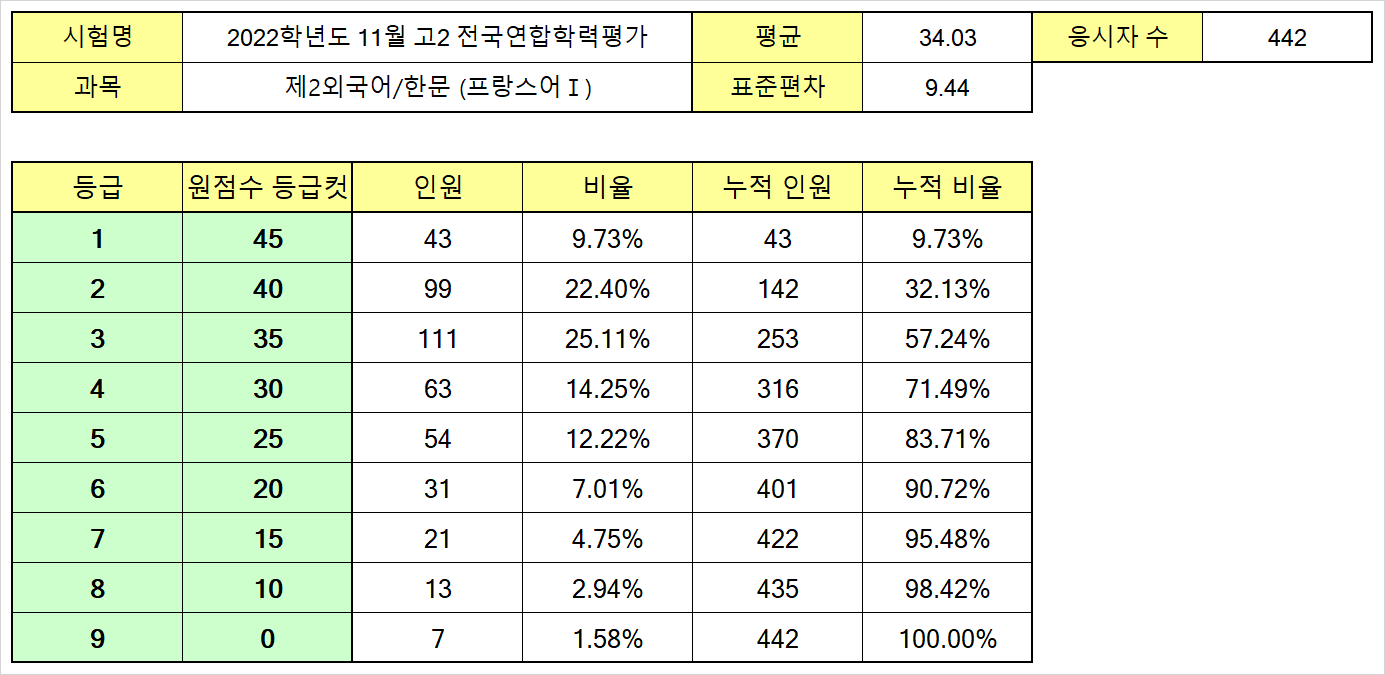 시험명 2022학년도 11월 고2 전국연합학력평가 평균 34.03 응시자 수 442
과목 제2외국어/한문 (프랑스어Ⅰ) 표준편차 9.44
등급 원점수 등급컷 인원 비율 누적 인원 누적 비율
1 45 43 9.73% 43 9.73%
2 40 99 22.40% 142 32.13%
3 35 111 25.11% 253 57.24%
4 30 63 14.25% 316 71.49%
5 25 54 12.22% 370 83.71%
6 20 31 7.01% 401 90.72%
7 15 21 4.75% 422 95.48%
8 10 13 2.94% 435 98.42%
9 0 7 1.58% 442 100.00%